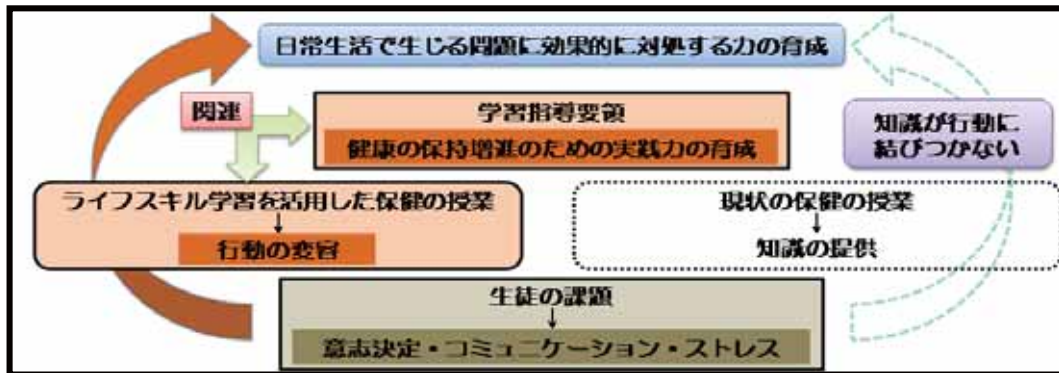 日常生活で生じる問題に効果的に対処する力の育成
関連
学習指導要領
健康の保持増進のための実践力の育成
知識が行動に
結びつかない
ライフスキル学習を活用した保健の授業
↓
行動の変容
現状の保健の授業
↓
知識の提供
生徒の課題
↓
意志決定・コミュニケーション・ストレス